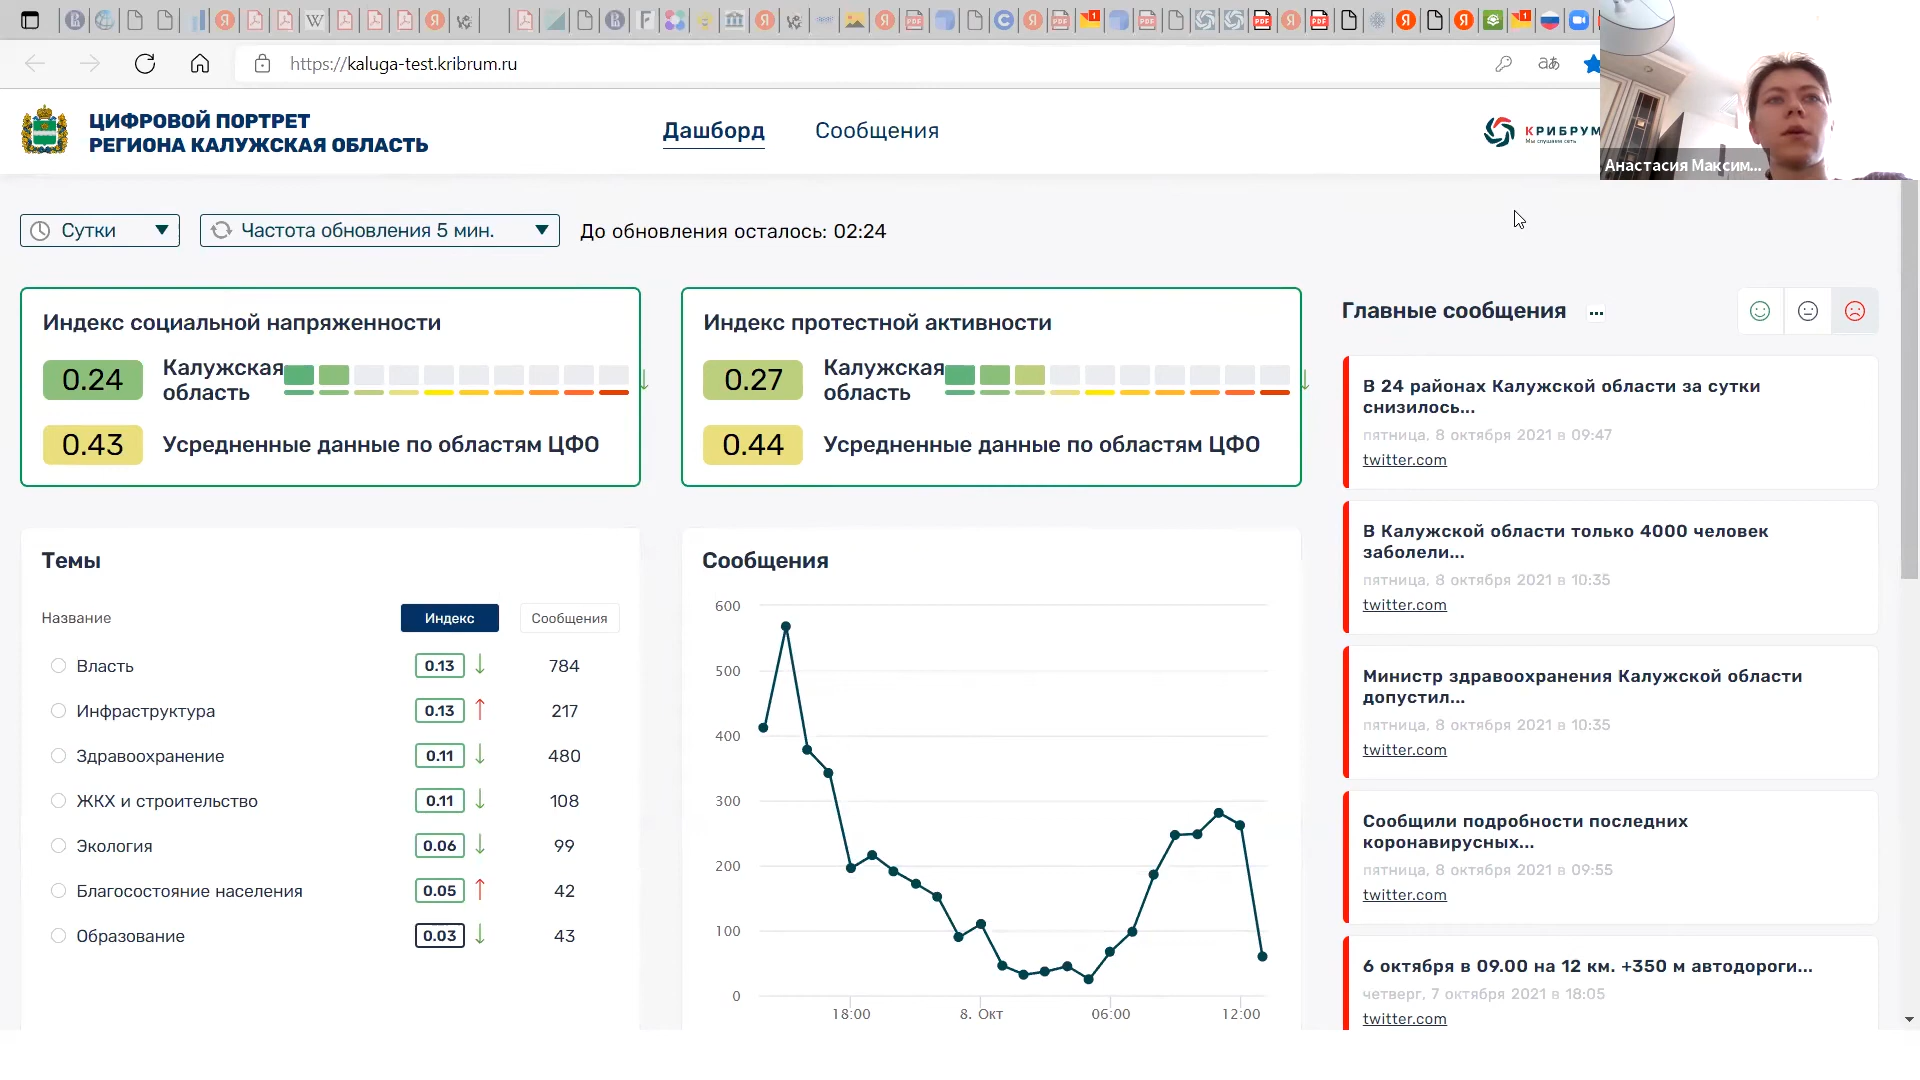 https://kaluga-test.kribrum.ru
ЦИФРОВОЙ ПОРТРЕТ
РЕГИОНА КАЛУЖСКАЯ ОБЛАСТЬ
Дашборд
Сообщения
КРИБРУМ
Мы слушаем сеть
Анастасия Максим...
Сутки
Частота обновления 5 мин.
До обновления осталось: 02:24
Индекс социальной напряженности
0.24
Калужская
область
0.43
Усредненные данные по областям ЦФО
Индекс протестной активности
0.27
Калужская
область
0.44
Усредненные данные по областям ЦФО
Темы
Название
Индекс
Сообщения
Власть 0.13 784
Инфраструктура 0.13 217
Здравоохранение 0.11 480
ЖКХ и строительство 0.11 108
Экология 0.06 99
Благосостояние населения 0.05 42
Образование 0.03 43
Сообщения
600
500
400
300
200
100
0
18:00
8. Окт
06:00
12:00
Главные сообщения
...
В 24 районах Калужской области за сутки
снизилось...
пятница, 8 октября 2021 в 09:47
twitter.com
В Калужской области только 4000 человек
заболели...
пятница, 8 октября 2021 в 10:35
twitter.com
Министр здравоохранения Калужской области
допустил...
пятница, 8 октября 2021 в 10:35
twitter.com
Сообщили подробности последних
коронавирусных...
пятница, 8 октября 2021 в 09:55
twitter.com
6 октября в 09.00 на 12 км. +350 м автодороги...
четверг, 7 октября 2021 в 18:05
twitter.com